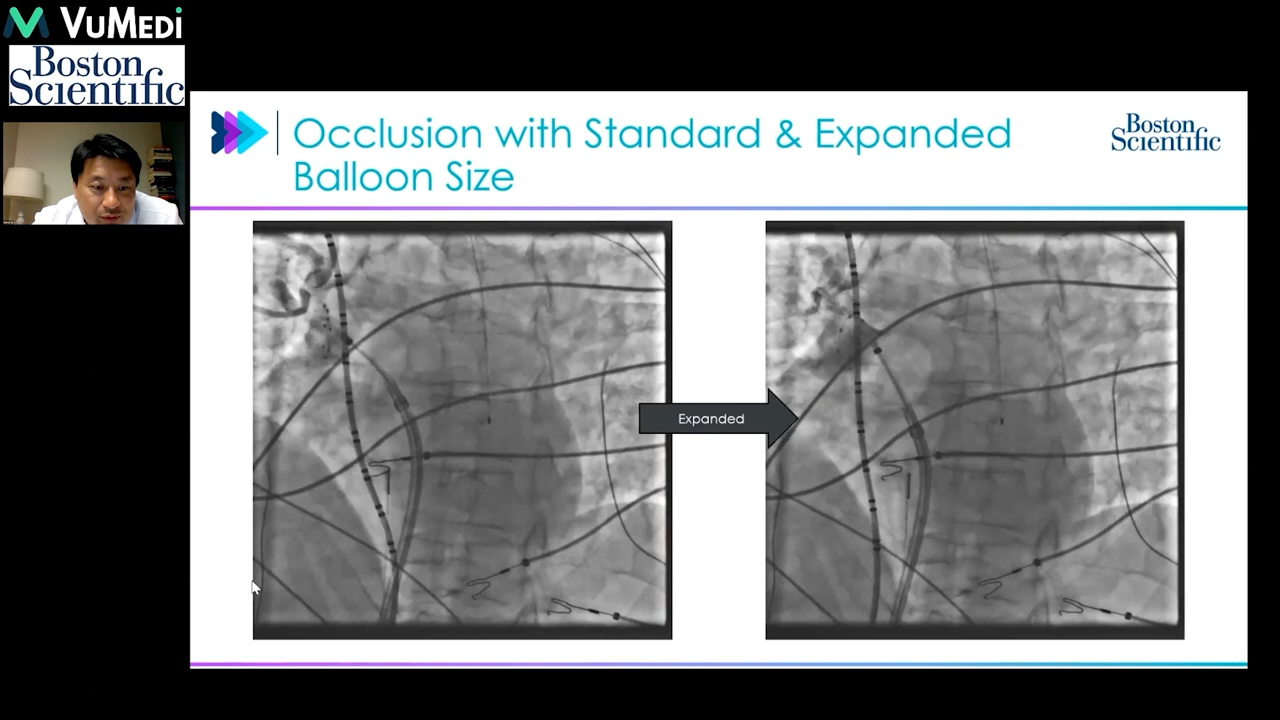 VUMEDI
Boston
Scientific
Occlusion with Standard & Expanded
Balloon Size
Boston
Scientific
Expanded